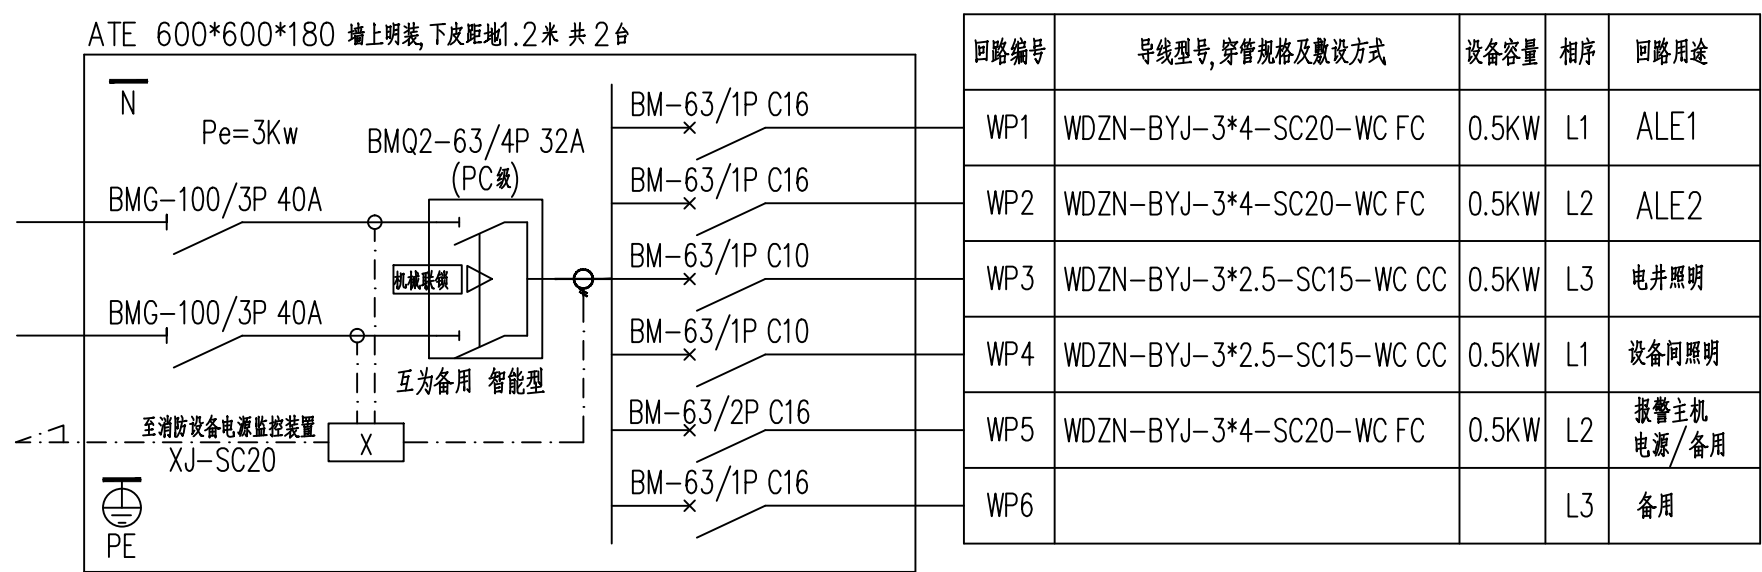 ATE 600*600*180 墙上明装,下皮距地1.2米 共2台
N
Pe=3Kw
BMQ2-63/4P 32A
(PC级)
BMG-100/3P 40A
机械联锁
BMG-100/3P 40A
互为备用 智能型
至消防设备电源监控装置
XJ-SC20
X
PE
BM-63/1P C16
BM-63/1P C16
BM-63/1P C10
BM-63/1P C10
BM-63/2P C16
BM-63/1P C16
回路编号 导线型号,穿管规格及敷设方式 设备容量 相序 回路用途
WP1 WDZN-BYJ-3*4-SC20-WC FC 0.5KW L1 ALE1
WP2 WDZN-BYJ-3*4-SC20-WC FC 0.5KW L2 ALE2
WP3 WDZN-BYJ-3*2.5-SC15-WC CC 0.5KW L3 电井照明
WP4 WDZN-BYJ-3*2.5-SC15-WC CC 0.5KW L1 设备间照明
WP5 WDZN-BYJ-3*4-SC20-WC FC 0.5KW L2 报警主机
电源/备用
WP6 L3 备用